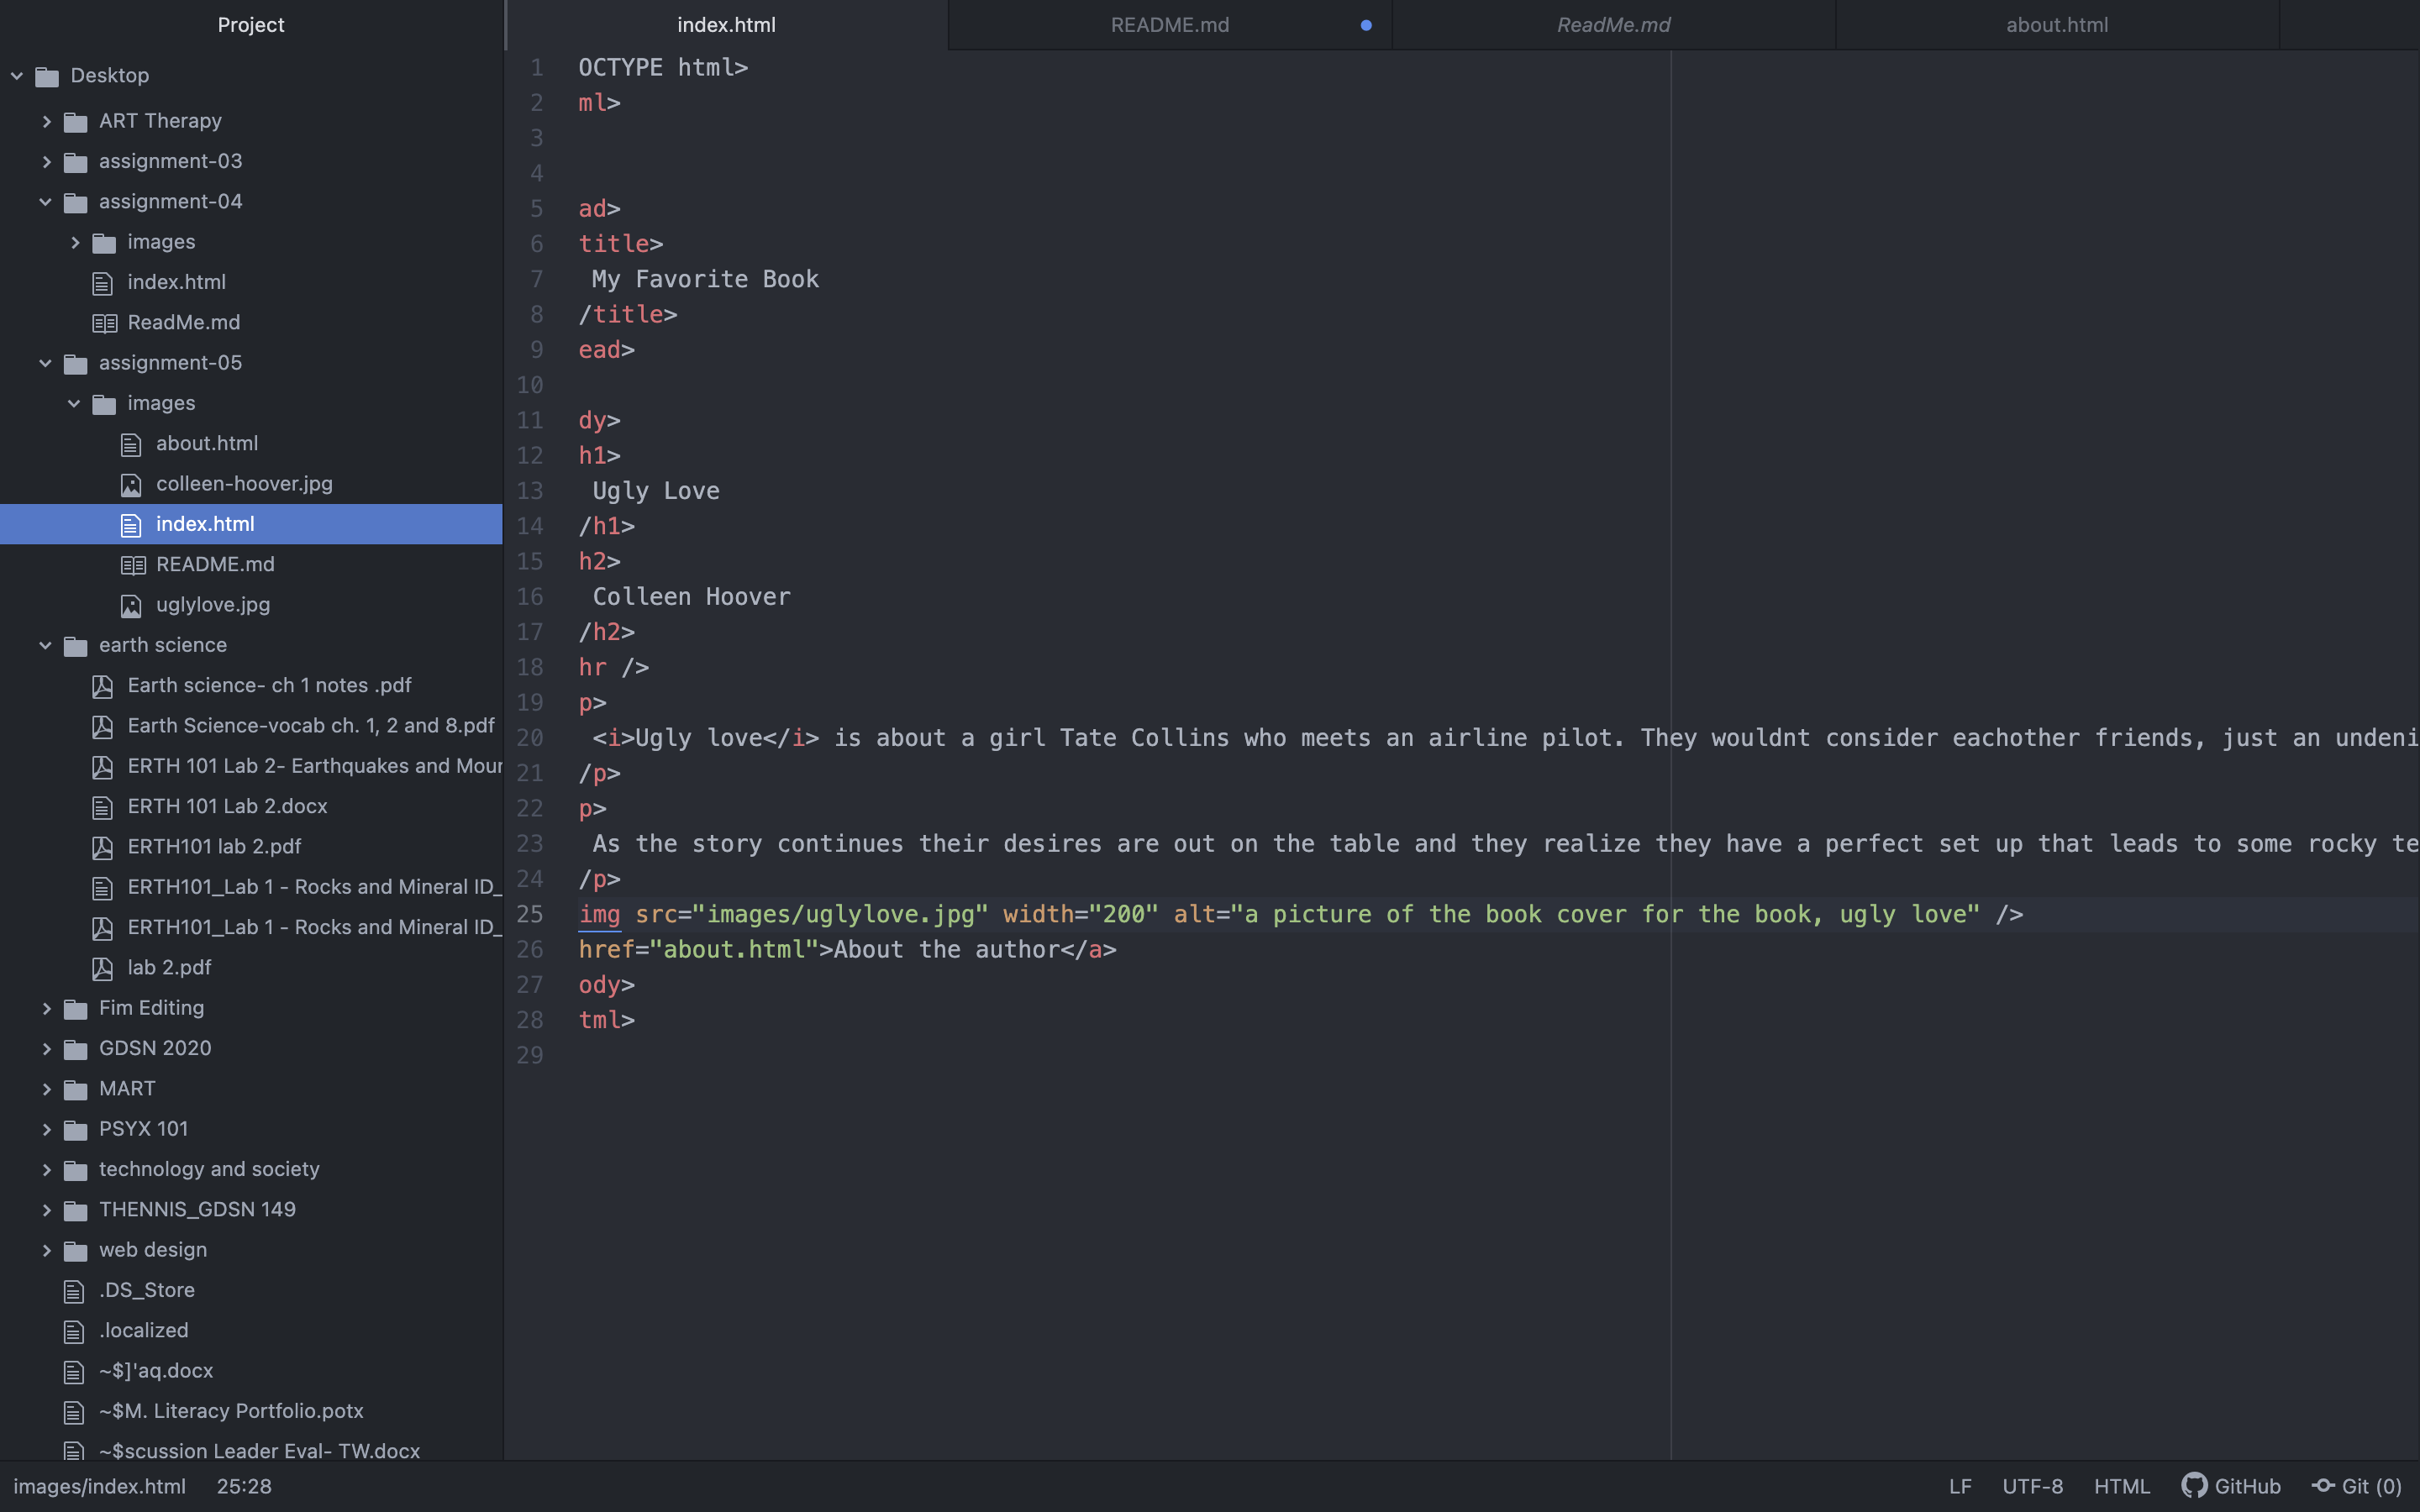 Project
Desktop
ART Therapy
assignment-03
assignment-04
images
index.html
ReadMe.md
assignment-05
images
about.html
colleen-hoover.jpg
index.html
README.md
uglylove.jpg
earth science
Earth science- ch 1 notes .pdf
Earth Science-vocab ch. 1, 2 and 8.pdf
ERTH 101 Lab 2- Earthquakes and Mour
ERTH 101 Lab 2.docx
ERTH101 lab 2.pdf
ERTH101_Lab 1 - Rocks and Mineral ID_
ERTH101_Lab 1 - Rocks and Mineral ID_
lab 2.pdf
Fim Editing
GDSN 2020
MART
PSYX 101
technology and society
THENNIS_GDSN 149
web design
.DS_Store
.localized
~$]'aq.docx
~$M. Literacy Portfolio.potx
~$scussion Leader Eval- TW.docx
index.html README.md ReadMe.md about.html
1 OCTYPE html>
2 ml>
3
4
5 ad>
6 title>
7 My Favorite Book
8 /title>
9 ead>
10
11 dy>
12 h1>
13 Ugly Love
14 /h1>
15 h2>
16 Colleen Hoover
17 /h2>
18 hr />
19 p>
20 <i>Ugly love</i> is about a girl Tate Collins who meets an airline pilot. They wouldnt consider eachother friends, just an undeni
21 /p>
22 p>
23 As the story continues their desires are out on the table and they realize they have a perfect set up that leads to some rocky te
24 /p>
25 img src="images/uglylove.jpg" width="200" alt="a picture of the book cover for the book, ugly love" />
26 href="about.html">About the author</a>
27 ody>
28 tml>
29
images/index.html 25:28 LF UTF-8 HTML GitHub Git (0)